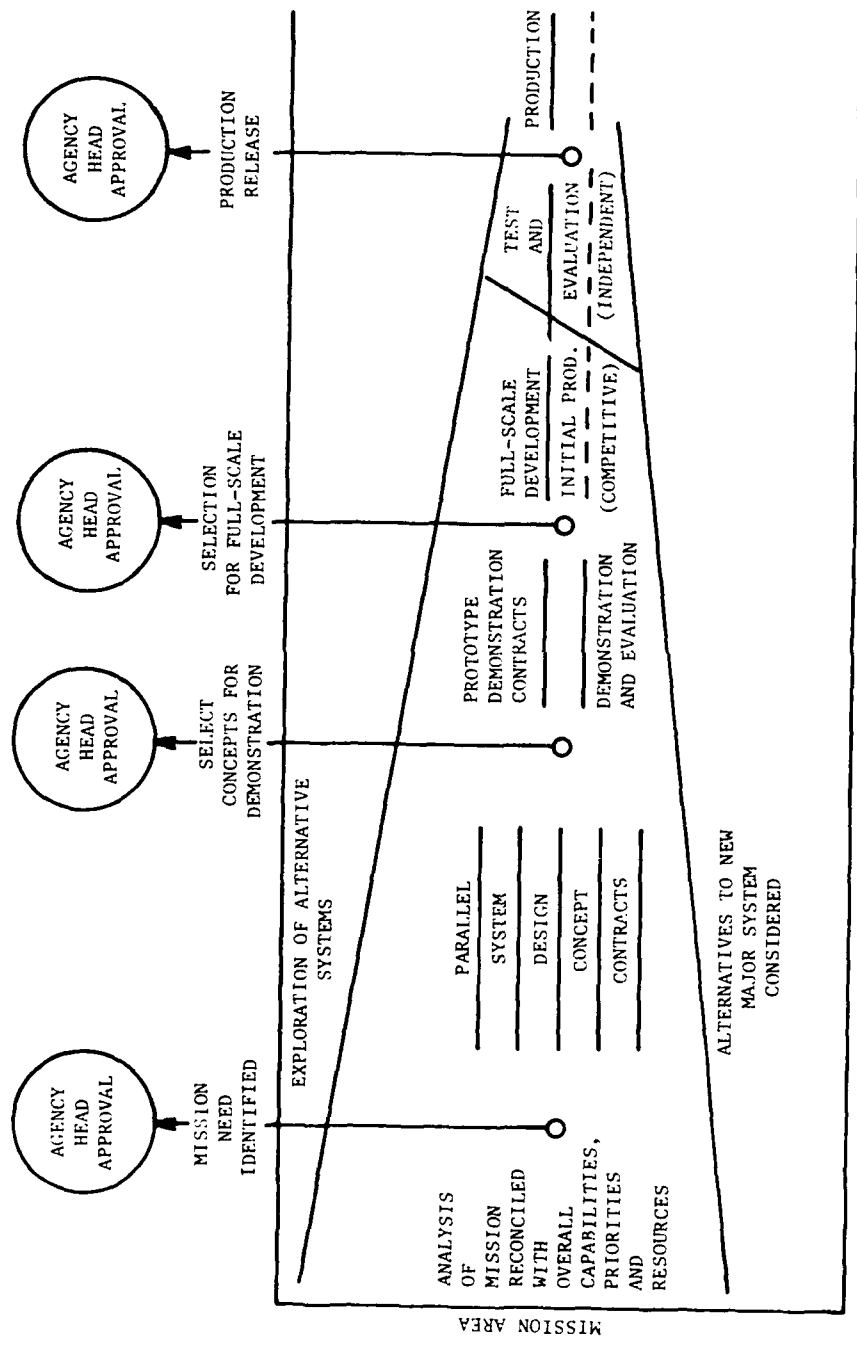 AGENCY
HEAD
APPROVAL
AGENCY
HEAD
APPROVAL
AGENCY
HEAD
APPROVAL
AGENCY
HEAD
APPROVAL
MISSION
NEED
IDENTIFIED
SELECT
CONCEPTS FOR
DEMONSTRATION
SELECTION
FOR FULL-SCALE
DEVELOPMENT
PRODUCTION
RELEASE
EXPLORATION OF ALTERNATIVE
SYSTEMS
MISSION AREA
ANALYSIS
OF
MISSION
RECONCILED
WITH
OVERALL
CAPABILITIES,
PRIORITIES
AND
RESOURCES
PARALLEL
SYSTEM
DESIGN
CONCEPT
CONTRACTS
PROTOTYPE
DEMONSTRATION
CONTRACTS
DEMONSTRATION
AND EVALUATION
FULL-SCALE
DEVELOPMENT
INITIAL PROD.
(COMPETITIVE)
TEST
AND
EVALUATION
(INDEPENDENT)
PRODUCTION
ALTERNATIVES TO NEW
MAJOR SYSTEM
CONSIDERED